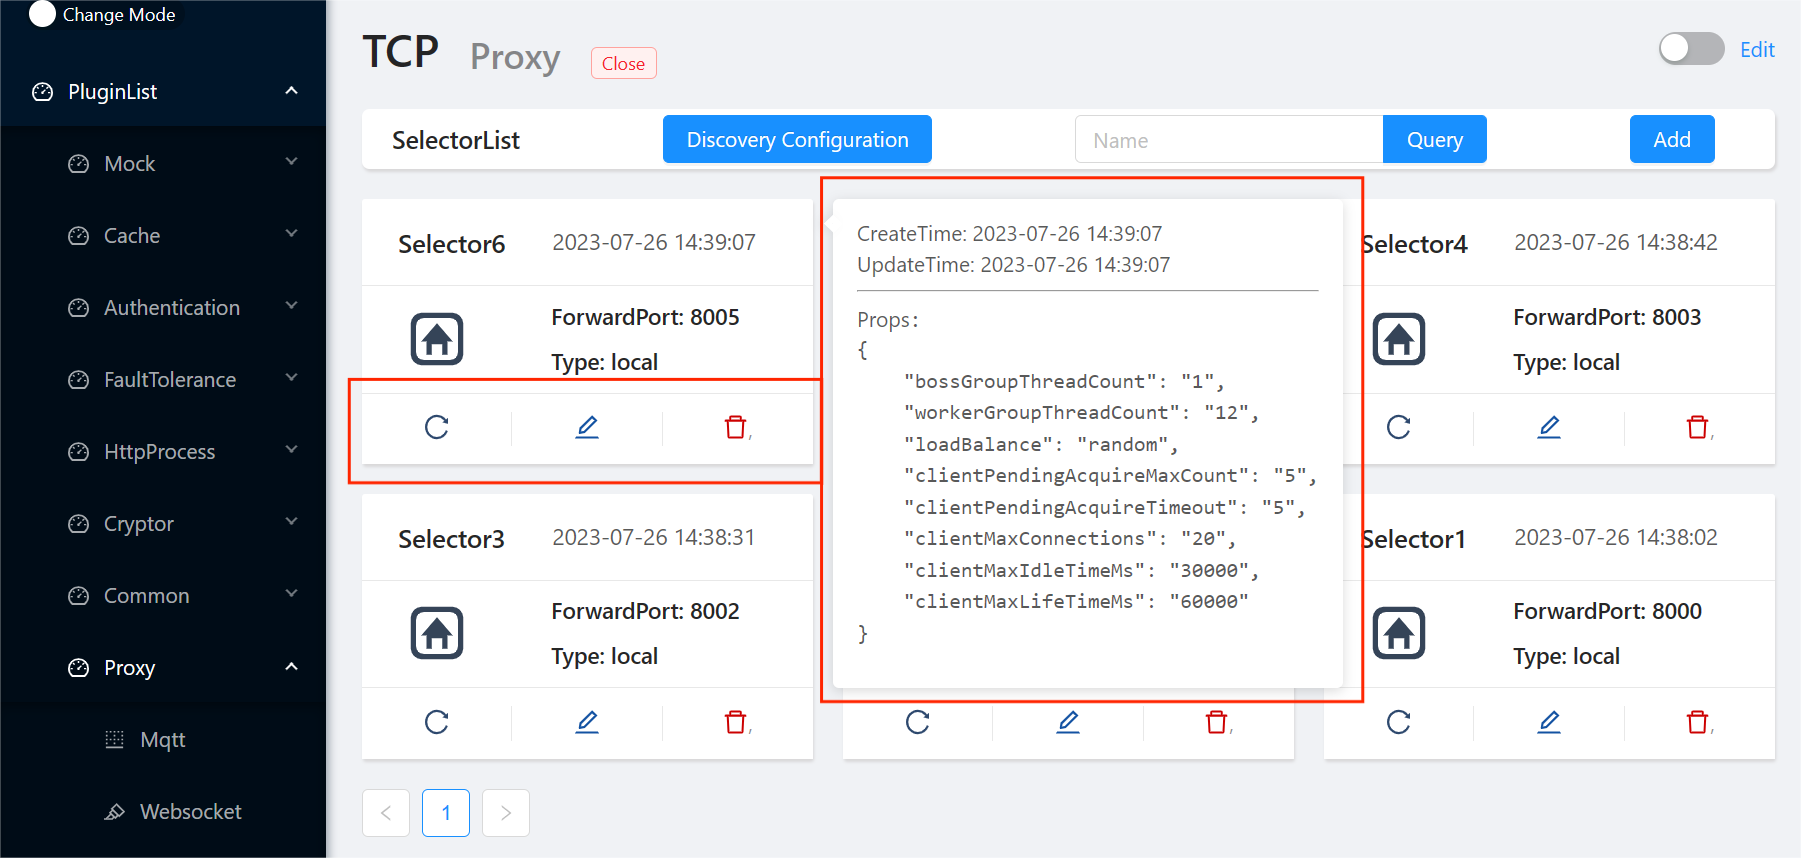 Change Mode
PluginList
Mock
Cache
Authentication
FaultTolerance
HttpProcess
Cryptor
Common
Proxy
Mqtt
Websocket
TCP Proxy Close
Edit
SelectorList Discovery Configuration Name Query Add
Selector6 2023-07-26 14:39:07
ForwardPort: 8005
Type: local
,
CreateTime: 2023-07-26 14:39:07
UpdateTime: 2023-07-26 14:39:07
Props:
{
"bossGroupThreadCount": "1",
"workerGroupThreadCount": "12",
"loadBalance": "random",
"clientPendingAcquireMaxCount": "5",
"clientPendingAcquireTimeout": "5",
"clientMaxConnections": "20",
"clientMaxIdleTimeMs": "30000",
"clientMaxLifeTimeMs": "60000"
}
Selector4 2023-07-26 14:38:42
ForwardPort: 8003
Type: local
,
Selector3 2023-07-26 14:38:31
ForwardPort: 8002
Type: local
,
,
Selector1 2023-07-26 14:38:02
ForwardPort: 8000
Type: local
,
< 1 >